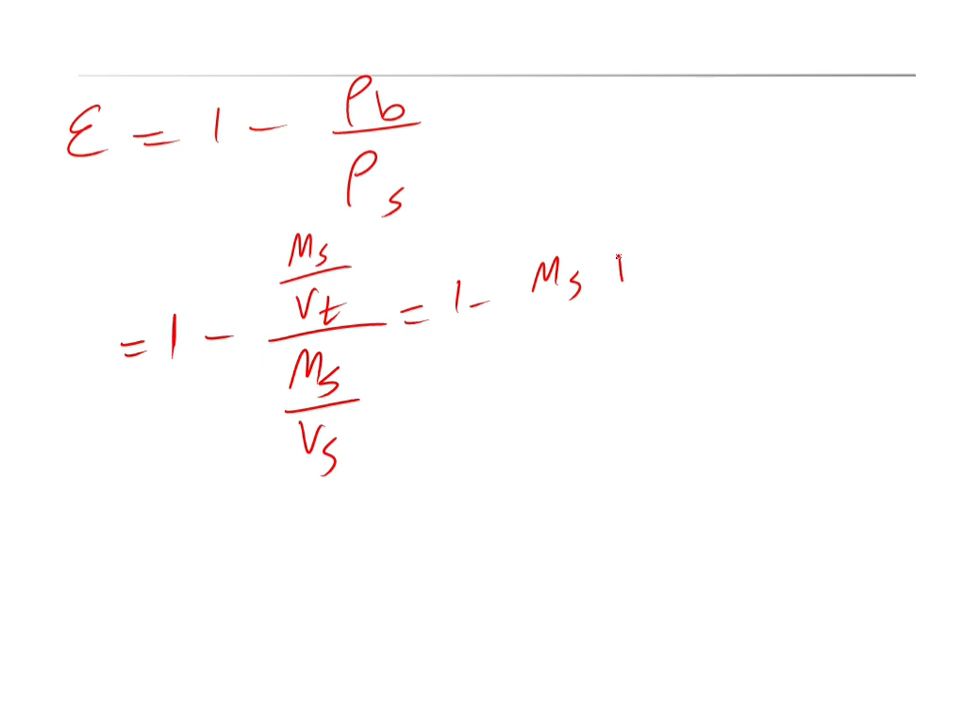 ε = 1 - ρb / ρs
= 1 - (Ms / Vt) / (Ms / Vs) = 1 - Ms